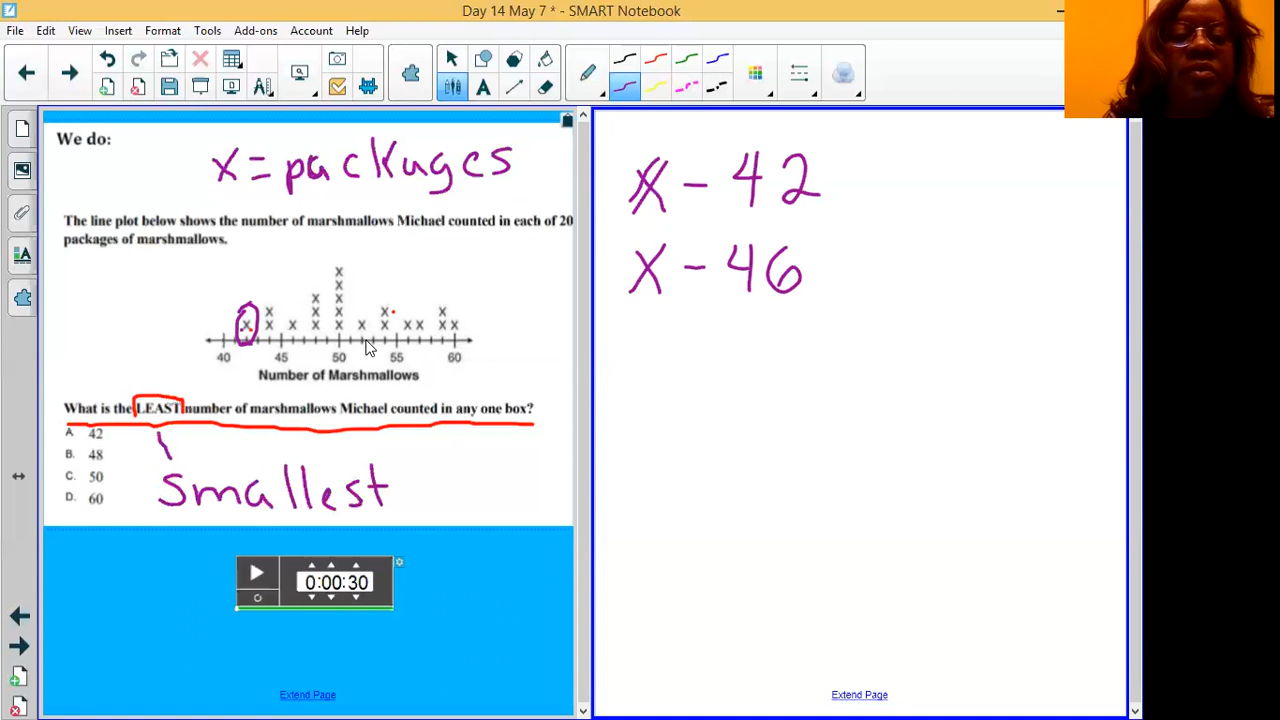 Day 14 May 7 * - SMART Notebook
File Edit View Insert Format Tools Add-ons Account Help
We do:
x = packages
The line plot below shows the number of marshmallows Michael counted in each of 20
packages of marshmallows.
40 45 50 55 60
Number of Marshmallows
What is the LEAST number of marshmallows Michael counted in any one box?
A. 42
B. 48
C. 50
D. 60
smallest
0:00:30
Extend Page
x - 42
x - 46
Extend Page